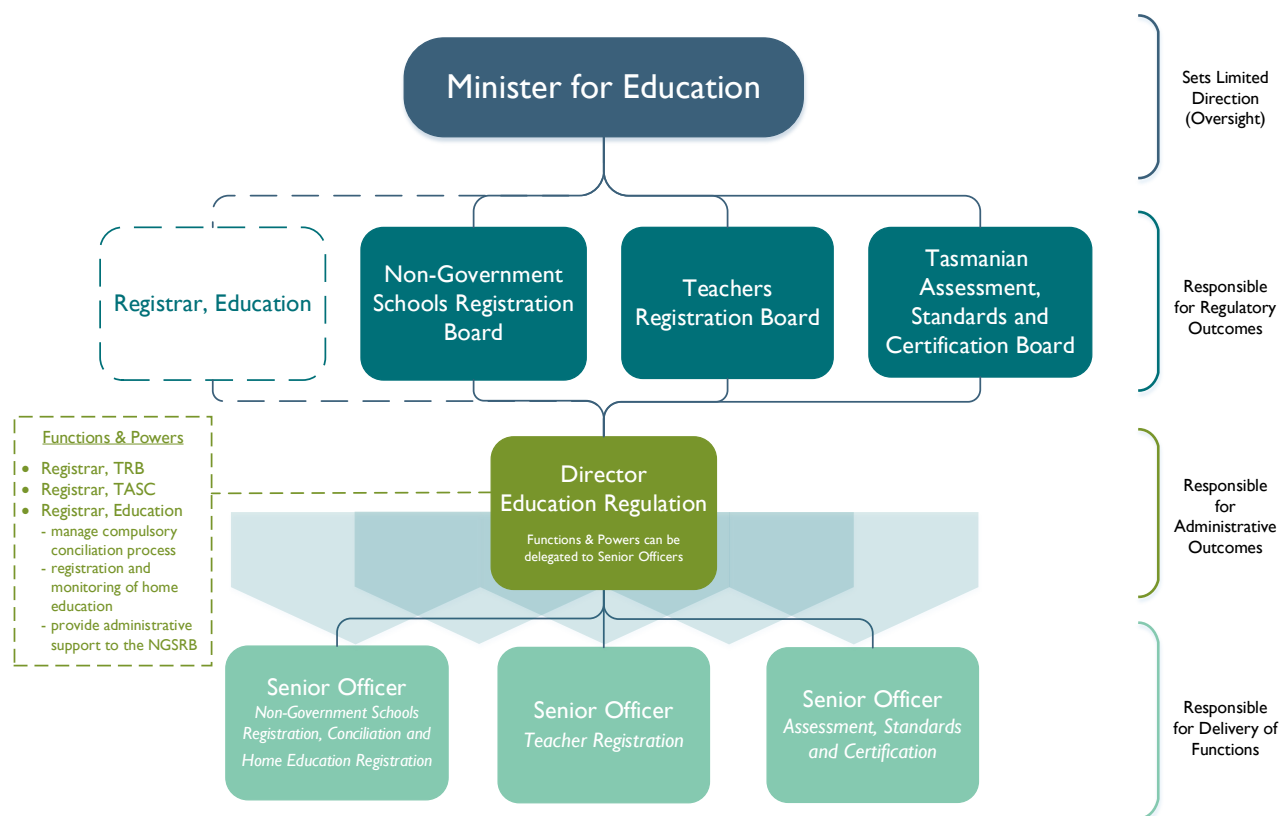 Minister for Education
Sets Limited
Direction
(Oversight)
Registrar, Education
Non-Government
Schools Registration
Board
Teachers
Registration Board
Tasmanian
Assessment,
Standards and
Certification Board
Responsible
for Regulatory
Outcomes
Functions & Powers
• Registrar, TRB
• Registrar, TASC
• Registrar, Education
- manage compulsory
conciliation process
- registration and
monitoring of home
education
- provide administrative
support to the NGSRB
Director
Education Regulation
Functions & Powers can be
delegated to Senior Officers
Responsible
for
Administrative
Outcomes
Senior Officer
Non-Government Schools
Registration, Conciliation and
Home Education Registration
Senior Officer
Teacher Registration
Senior Officer
Assessment, Standards
and Certification
Responsible
for Delivery of
Functions